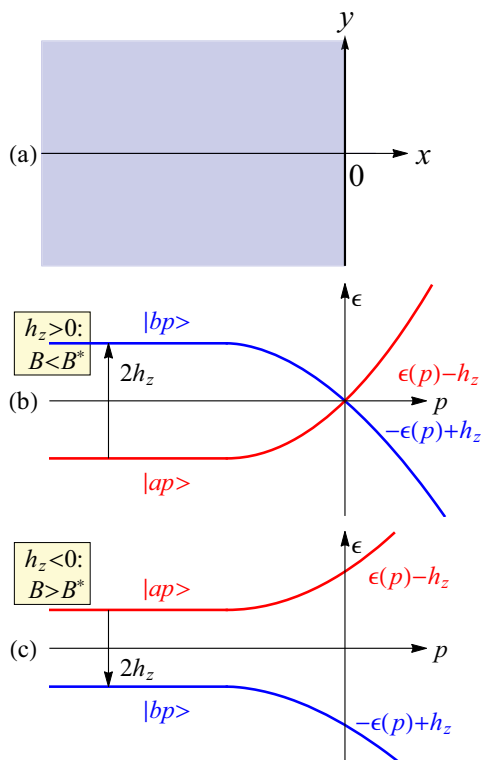 y
(a)
x
0
ϵ
h_z>0:
B<B*
|bp>
2h_z
ϵ(p)−h_z
(b)
p
−ϵ(p)+h_z
|ap>
ϵ
h_z<0:
B>B*
|ap>
ϵ(p)−h_z
(c)
p
2h_z
|bp>
−ϵ(p)+h_z